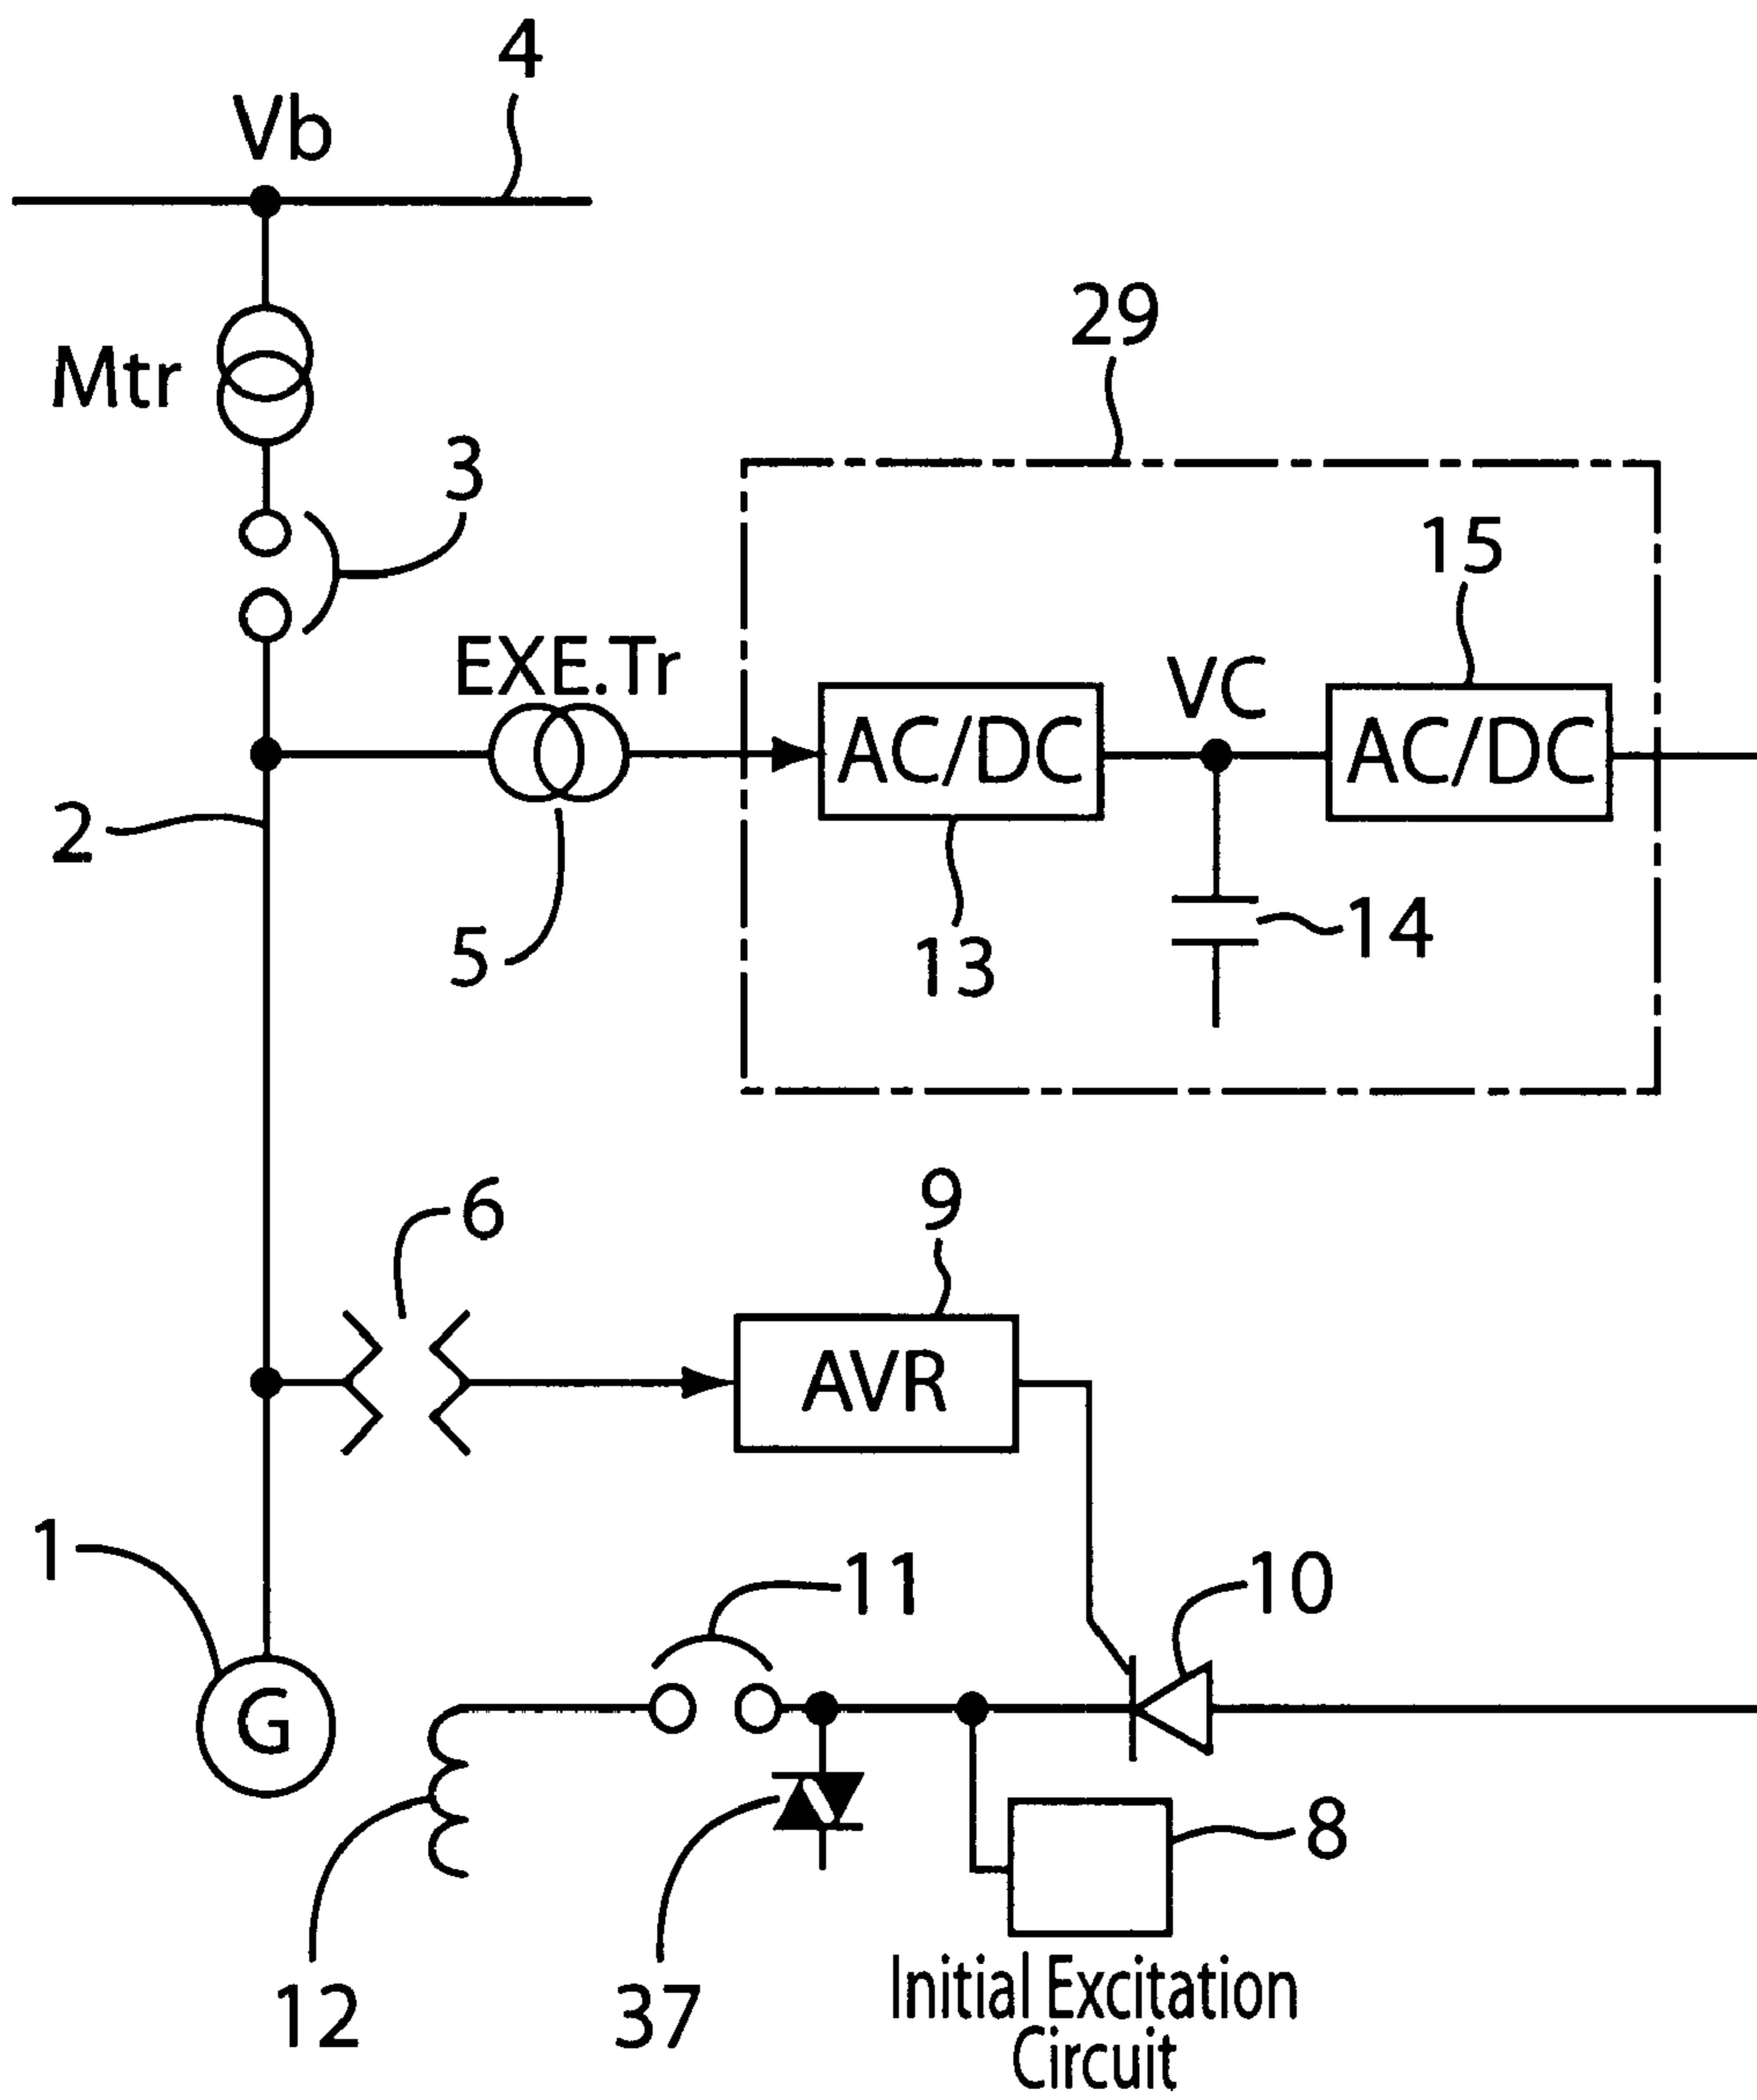 4
Vb
29
Mtr
3
15
EXE.Tr
VC
AC/DC
AC/DC
2
5
13
14
6
9
AVR
1
11
10
G
8
12
37
Initial Excitation
Circuit